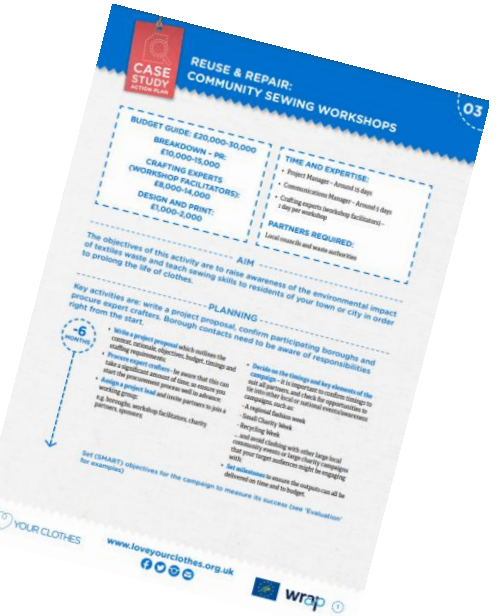 CASE
STUDY
ACTION PLAN
REUSE & REPAIR:
COMMUNITY SEWING WORKSHOPS
03
BUDGET GUIDE: £20,000-30,000
BREAKDOWN – PR:
£10,000-15,000
CRAFTING EXPERTS
(WORKSHOP FACILITATORS):
£8,000-14,000
DESIGN AND PRINT:
£1,000-2,000
TIME AND EXPERTISE:
• Project Manager – Around 15 days
• Communications Manager – Around 5 days
• Crafting experts (workshop facilitators) –
1 day per workshop
PARTNERS REQUIRED:
Local councils and waste authorities
AIM
The objectives of this activity are to raise awareness of the environmental impact
of textiles waste and teach sewing skills to residents of your town or city in order
to prolong the life of clothes.
PLANNING
Key activities are: write a project proposal, confirm participating boroughs and
procure expert crafters. Borough contacts need to be aware of responsibilities
right from the start.
-6
MONTHS
• Write a project proposal which outlines the
context, rationale, objectives, budget, timings and
staffing requirements;
• Procure expert crafters - be aware that this can
take a significant amount of time, so ensure you
start the procurement process well in advance;
• Assign a project lead and invite partners to join a
working group:
e.g. boroughs, workshop facilitators, charity
partners, sponsors;
• Decide on the timings and key elements of the
campaign – it is important to confirm timings to
suit all partners, and check for opportunities to
tie into other local or national events/awareness
campaigns, such as:
- A regional fashion week
- Small Charity Week
- Recycling Week
... and avoid clashing with other large local
community events or large charity campaigns
that your target audiences might be engaging
with;
• Set milestones to ensure the outputs can all be
delivered on time and to budget.
Set (SMART) objectives for the campaign to measure its success (see 'Evaluation'
for examples)
YOUR CLOTHES
www.loveyourclothes.org.uk
wrap
1